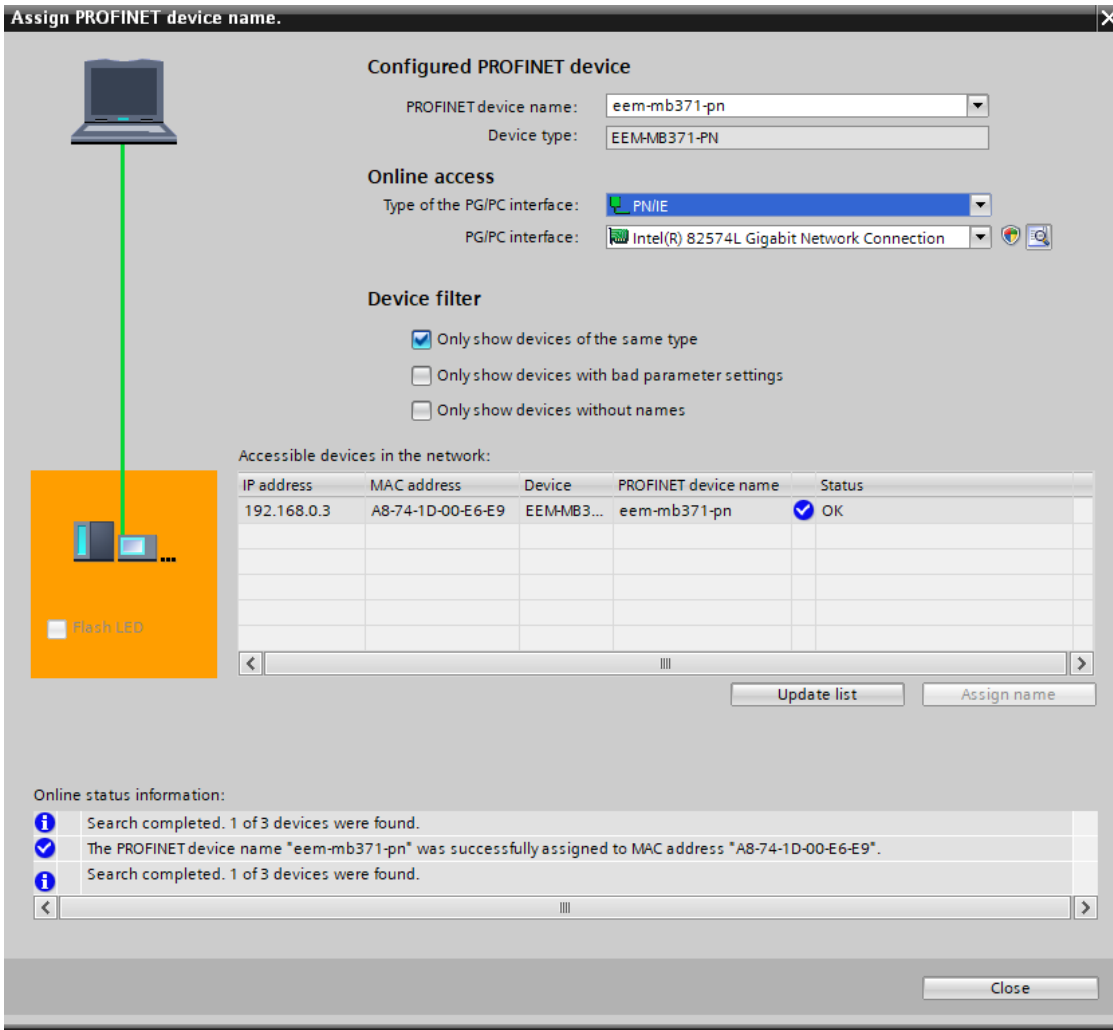 Assign PROFINET device name.
Configured PROFINET device
PROFINET device name: eem-mb371-pn
Device type: EEM-MB371-PN
Online access
Type of the PG/PC interface: PN/IE
PG/PC interface: Intel(R) 82574L Gigabit Network Connection
Device filter
Only show devices of the same type
Only show devices with bad parameter settings
Only show devices without names
Accessible devices in the network:
IP address MAC address Device PROFINET device name Status
192.168.0.3 A8-74-1D-00-E6-E9 EEM-MB3... eem-mb371-pn OK
Flash LED
Update list Assign name
Online status information:
Search completed. 1 of 3 devices were found.
The PROFINET device name "eem-mb371-pn" was successfully assigned to MAC address "A8-74-1D-00-E6-E9".
Search completed. 1 of 3 devices were found.
Close